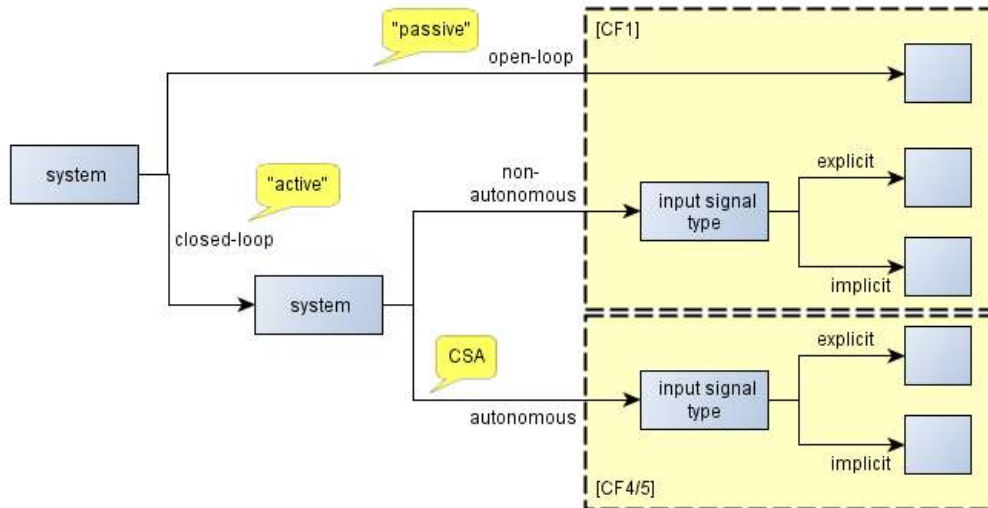 "passive"
[CF1]
open-loop
system
"active"
closed-loop
non-
autonomous
input signal
type
explicit
implicit
system
CSA
autonomous
input signal
type
explicit
implicit
[CF4/5]